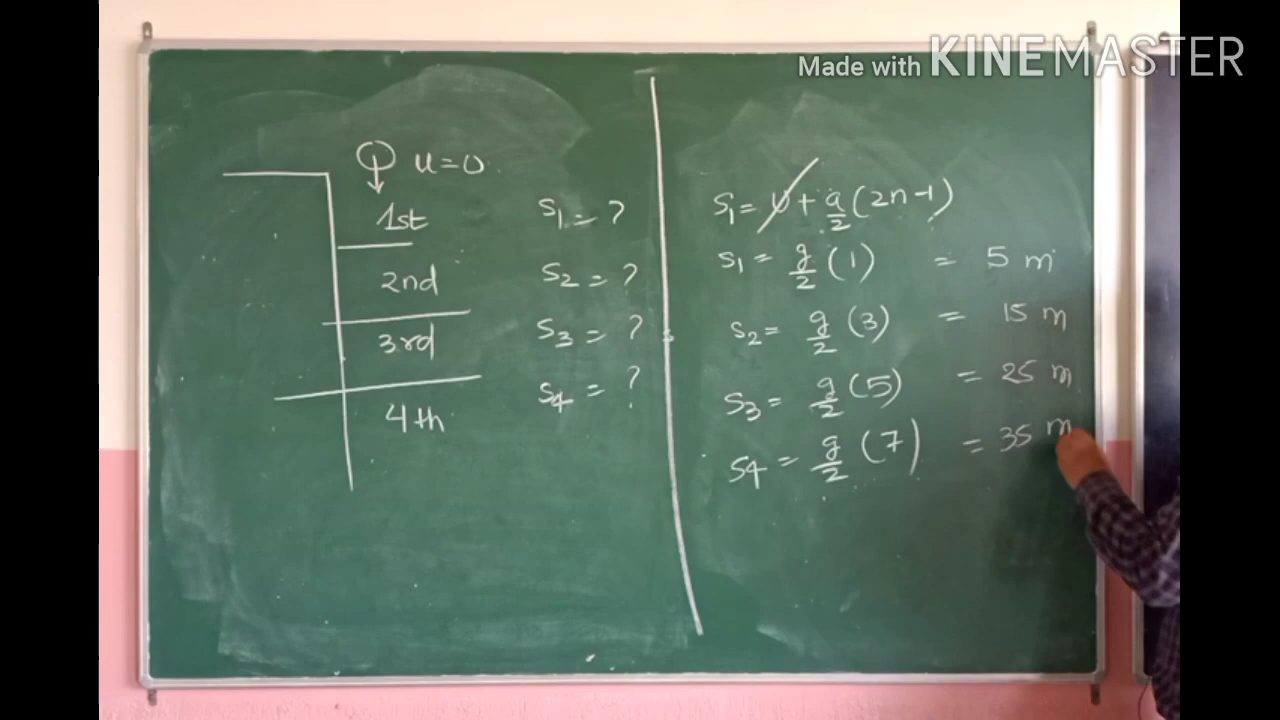 Made with KINEMASTER
u=0
1st
2nd
3rd
4th
S1 = ?
S2 = ?
S3 = ?
S4 = ?
S1 = u + a/2 (2n-1)
S1 = g/2 (1) = 5 m
S2 = g/2 (3) = 15 m
S3 = g/2 (5) = 25 m
S4 = g/2 (7) = 35 m